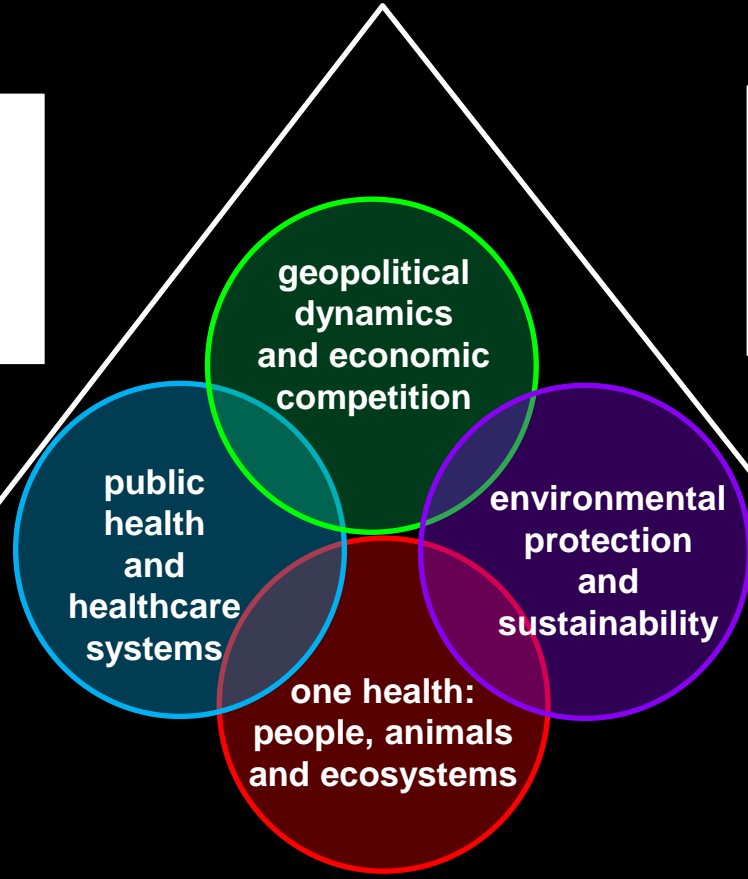 geopolitical
dynamics
and economic
competition
public
health
and
healthcare
systems
environmental
protection
and
sustainability
one health:
people, animals
and ecosystems